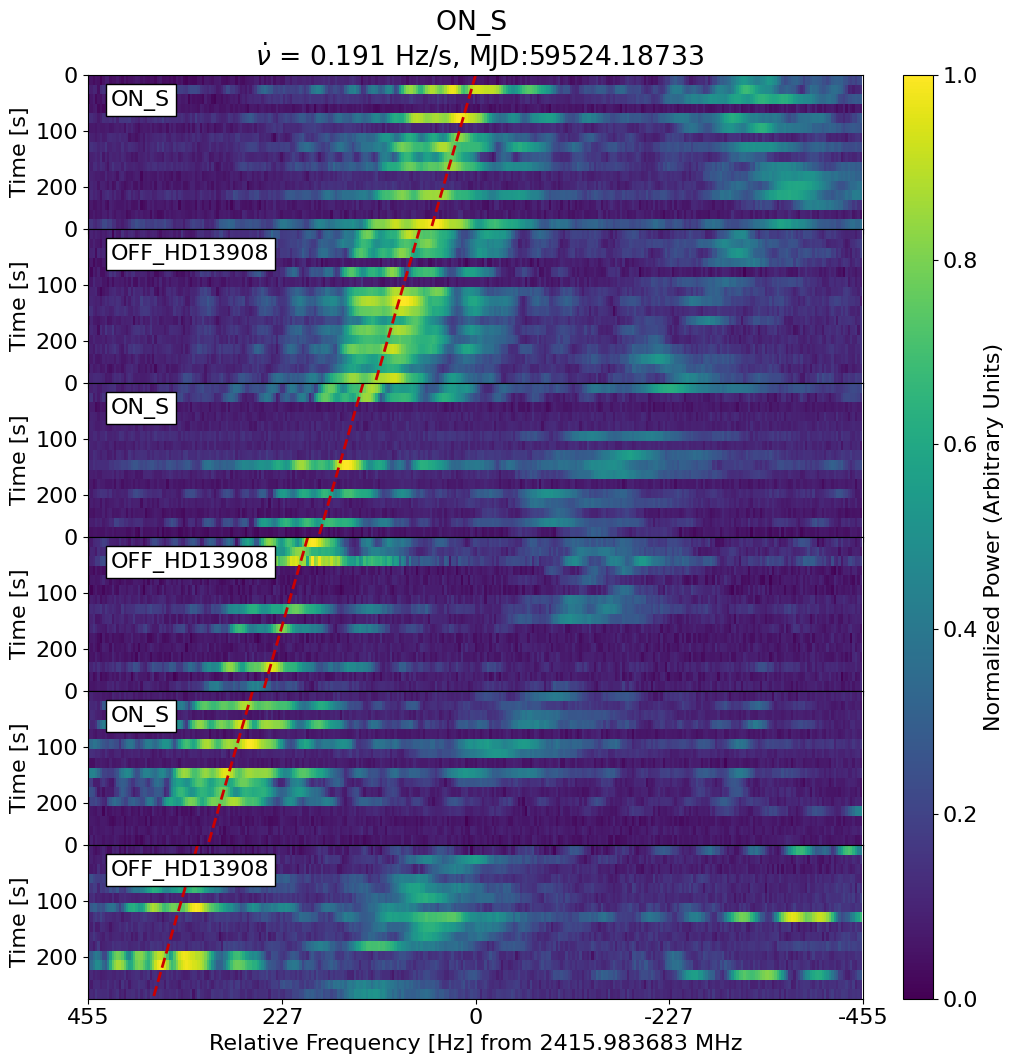 ON_S
ν̇ = 0.191 Hz/s, MJD:59524.18733
ON_S
OFF_HD13908
ON_S
OFF_HD13908
ON_S
OFF_HD13908
Time [s]
0
100
200
Time [s]
0
100
200
Time [s]
0
100
200
Time [s]
0
100
200
Time [s]
0
100
200
Time [s]
0
100
200
455
227
0
-227
-455
Relative Frequency [Hz] from 2415.983683 MHz
1.0
0.8
0.6
0.4
0.2
0.0
Normalized Power (Arbitrary Units)